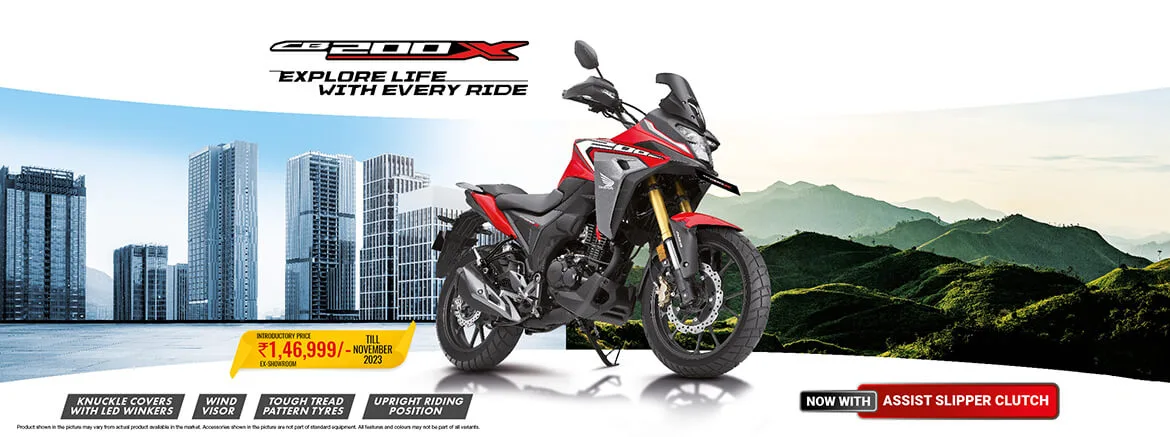 CB200X
EXPLORE LIFE
WITH EVERY RIDE
200X
HONDA
INTRODUCTORY PRICE
₹1,46,999/-
EX-SHOWROOM
TILL
NOVEMBER
2023
KNUCKLE COVERS
WITH LED WINKERS
WIND
VISOR
TOUGH TREAD
PATTERN TYRES
UPRIGHT RIDING
POSITION
NOW WITH ASSIST SLIPPER CLUTCH
Product shown in the picture may vary from actual product available in the market. Accessories shown in the picture are not part of standard equipment. All features and colours may not be part of all variants.